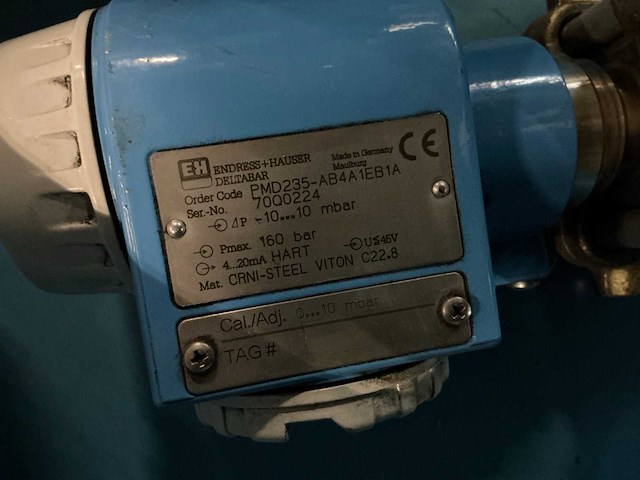 EH ENDRESS+HAUSER
DELTABAR
Made in Germany
Maulburg
CE
Order Code PMD235-AB4A1EB1A
Ser.-No. 70Q0224
ΔP -10...10 mbar
Pmax. 160 bar
4...20mA HART U≤45V
Mat. CRNI-STEEL VITON C22.8
Cal./Adj. 0...10 mbar
TAG#